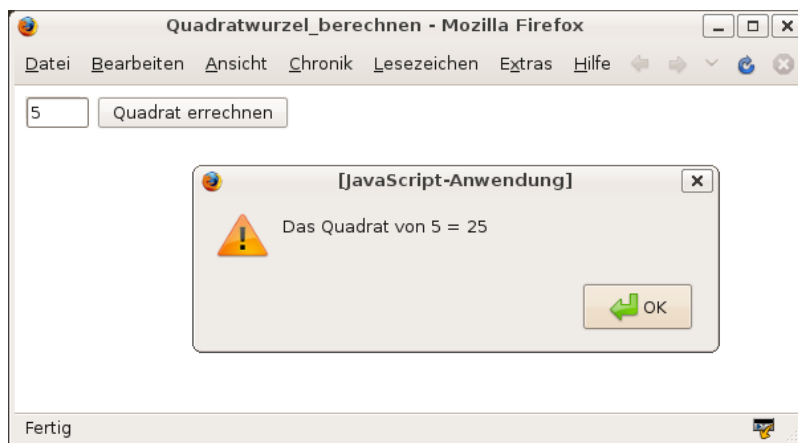 Quadratwurzel_berechnen - Mozilla Firefox
Datei Bearbeiten Ansicht Chronik Lesezeichen Extras Hilfe
5 Quadrat errechnen
[JavaScript-Anwendung]
Das Quadrat von 5 = 25
OK
Fertig